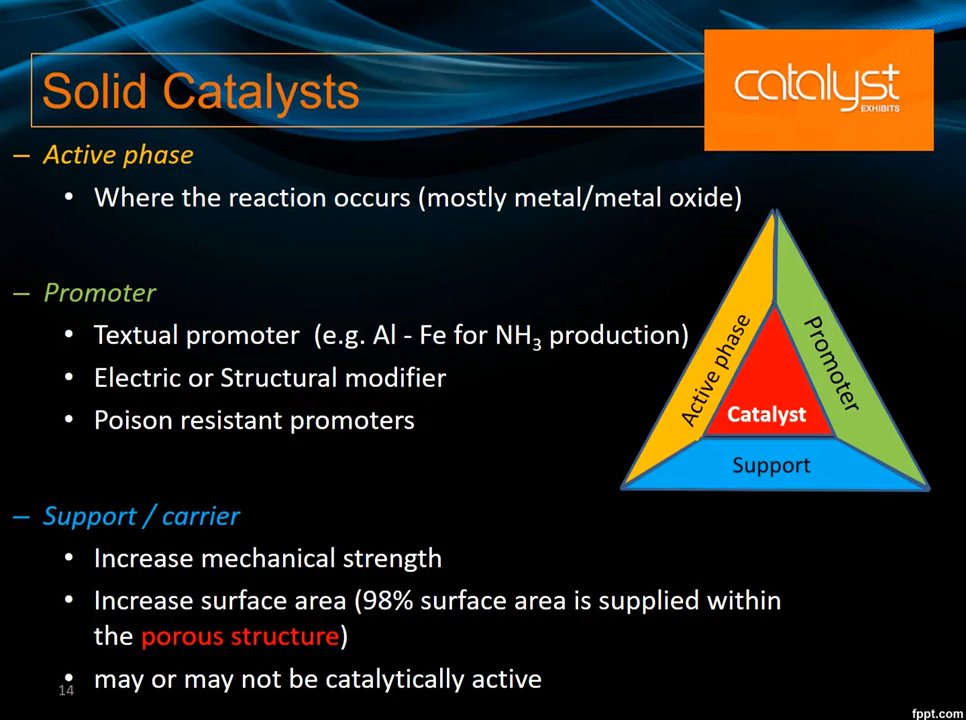 Solid Catalysts
catalyst
EXHIBITS
– Active phase
• Where the reaction occurs (mostly metal/metal oxide)
– Promoter
• Textual promoter (e.g. Al - Fe for NH3 production)
• Electric or Structural modifier
• Poison resistant promoters
Active phase
Promoter
Catalyst
Support
– Support / carrier
• Increase mechanical strength
• Increase surface area (98% surface area is supplied within
the porous structure)
• may or may not be catalytically active
14
fppt.com